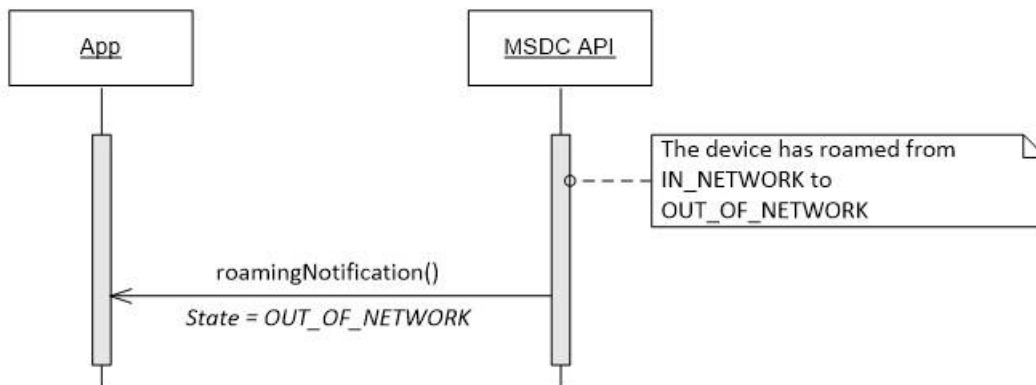 App
MSDC API
The device has roamed from
IN_NETWORK to
OUT_OF_NETWORK
roamingNotification()
State = OUT_OF_NETWORK